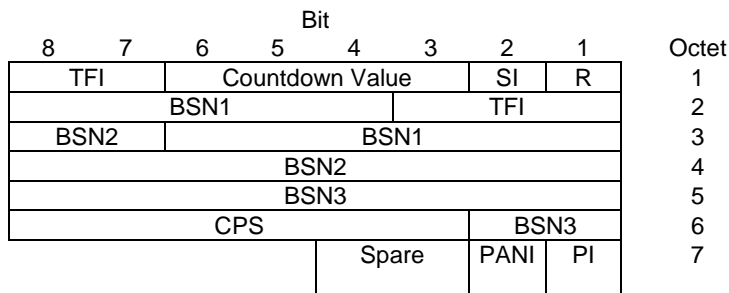 Bit
8 7 6 5 4 3 2 1 Octet
TFI Countdown Value SI R 1
BSN1 TFI 2
BSN2 BSN1 3
BSN2 4
BSN3 5
CPS BSN3 6
Spare PANI PI 7